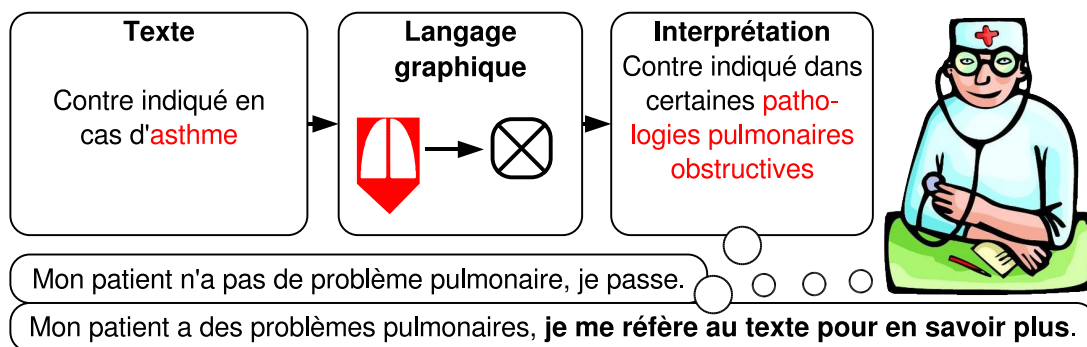 Texte
Contre indiqué en
cas d'asthme
Langage
graphique
Interprétation
Contre indiqué dans
certaines patho-
logies pulmonaires
obstructives
Mon patient n'a pas de problème pulmonaire, je passe.
Mon patient a des problèmes pulmonaires, je me réfère au texte pour en savoir plus.